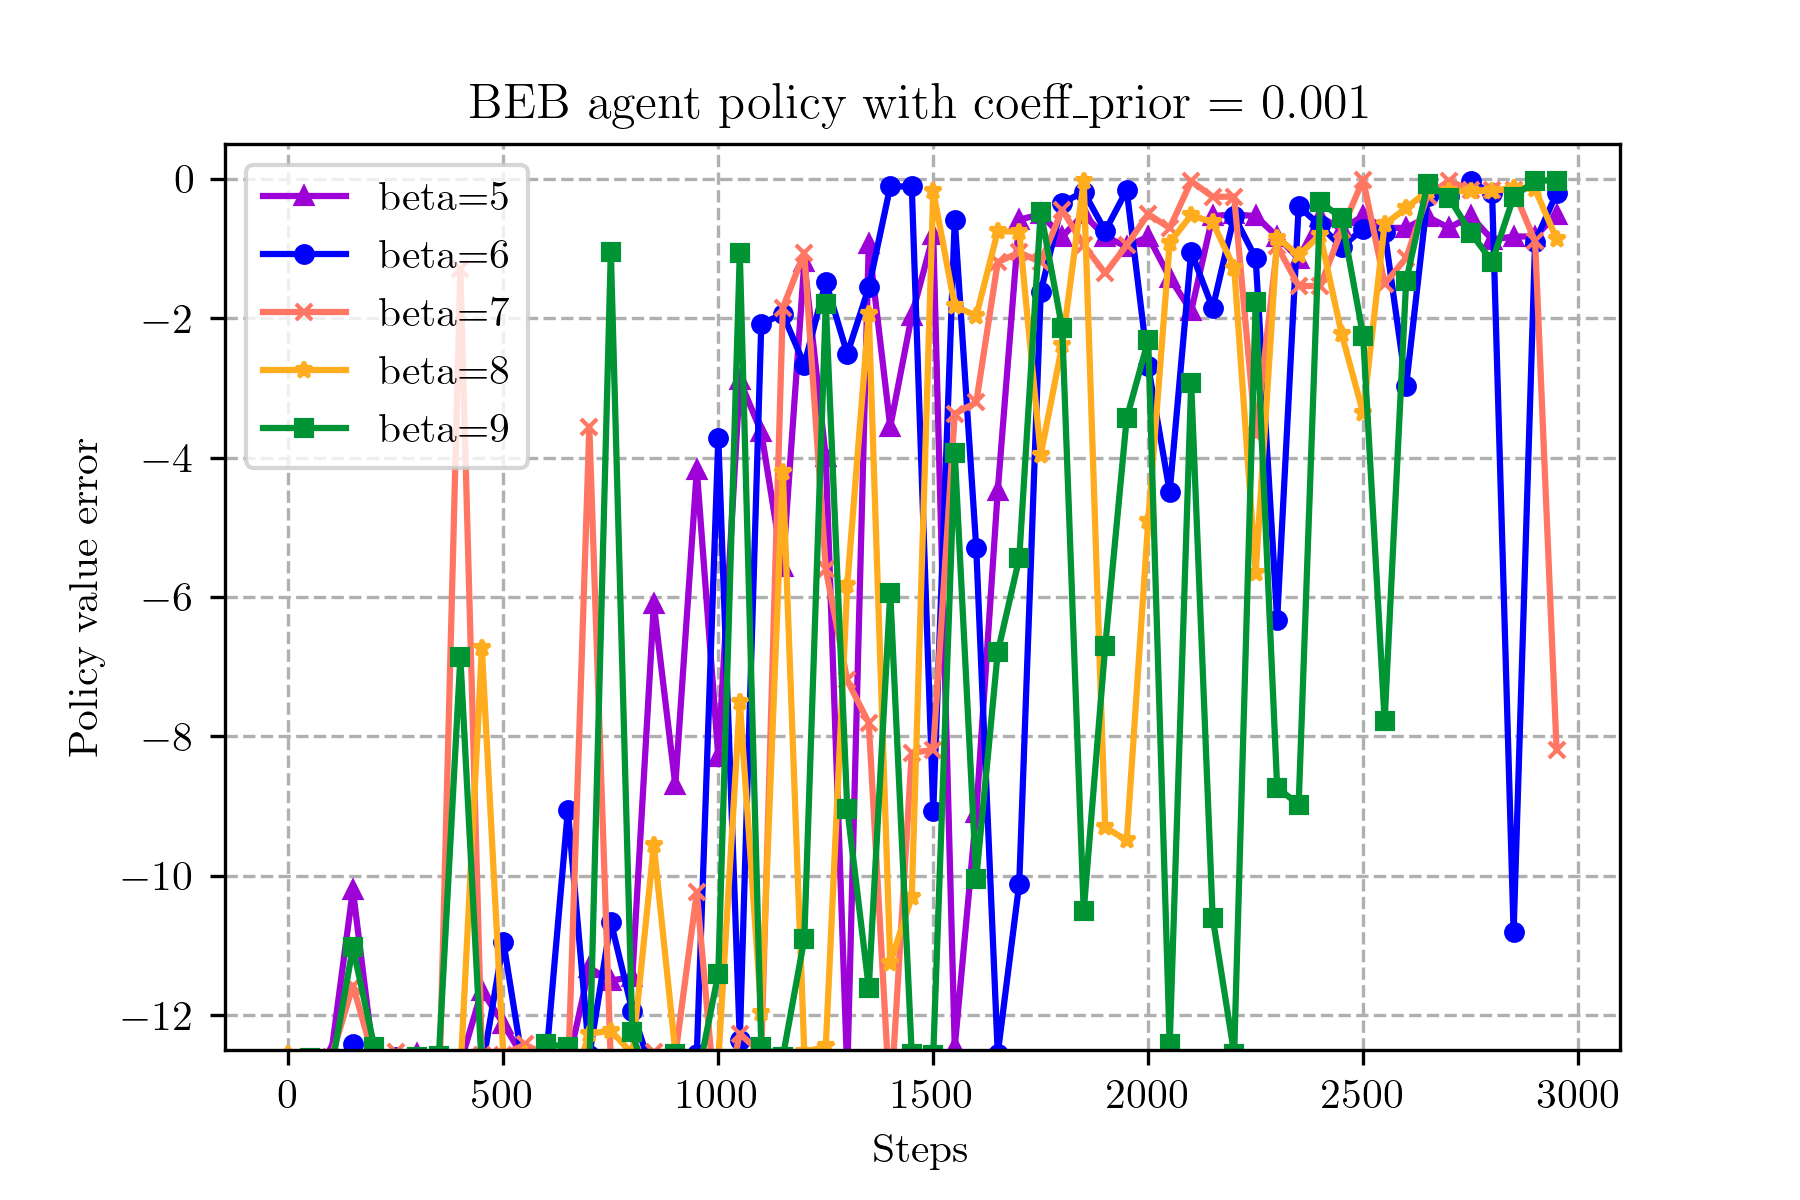 BEB agent policy with coeff_prior = 0.001
beta=5
beta=6
beta=7
beta=8
beta=9
Policy value error
0
−2
−4
−6
−8
−10
−12
0 500 1000 1500 2000 2500 3000
Steps